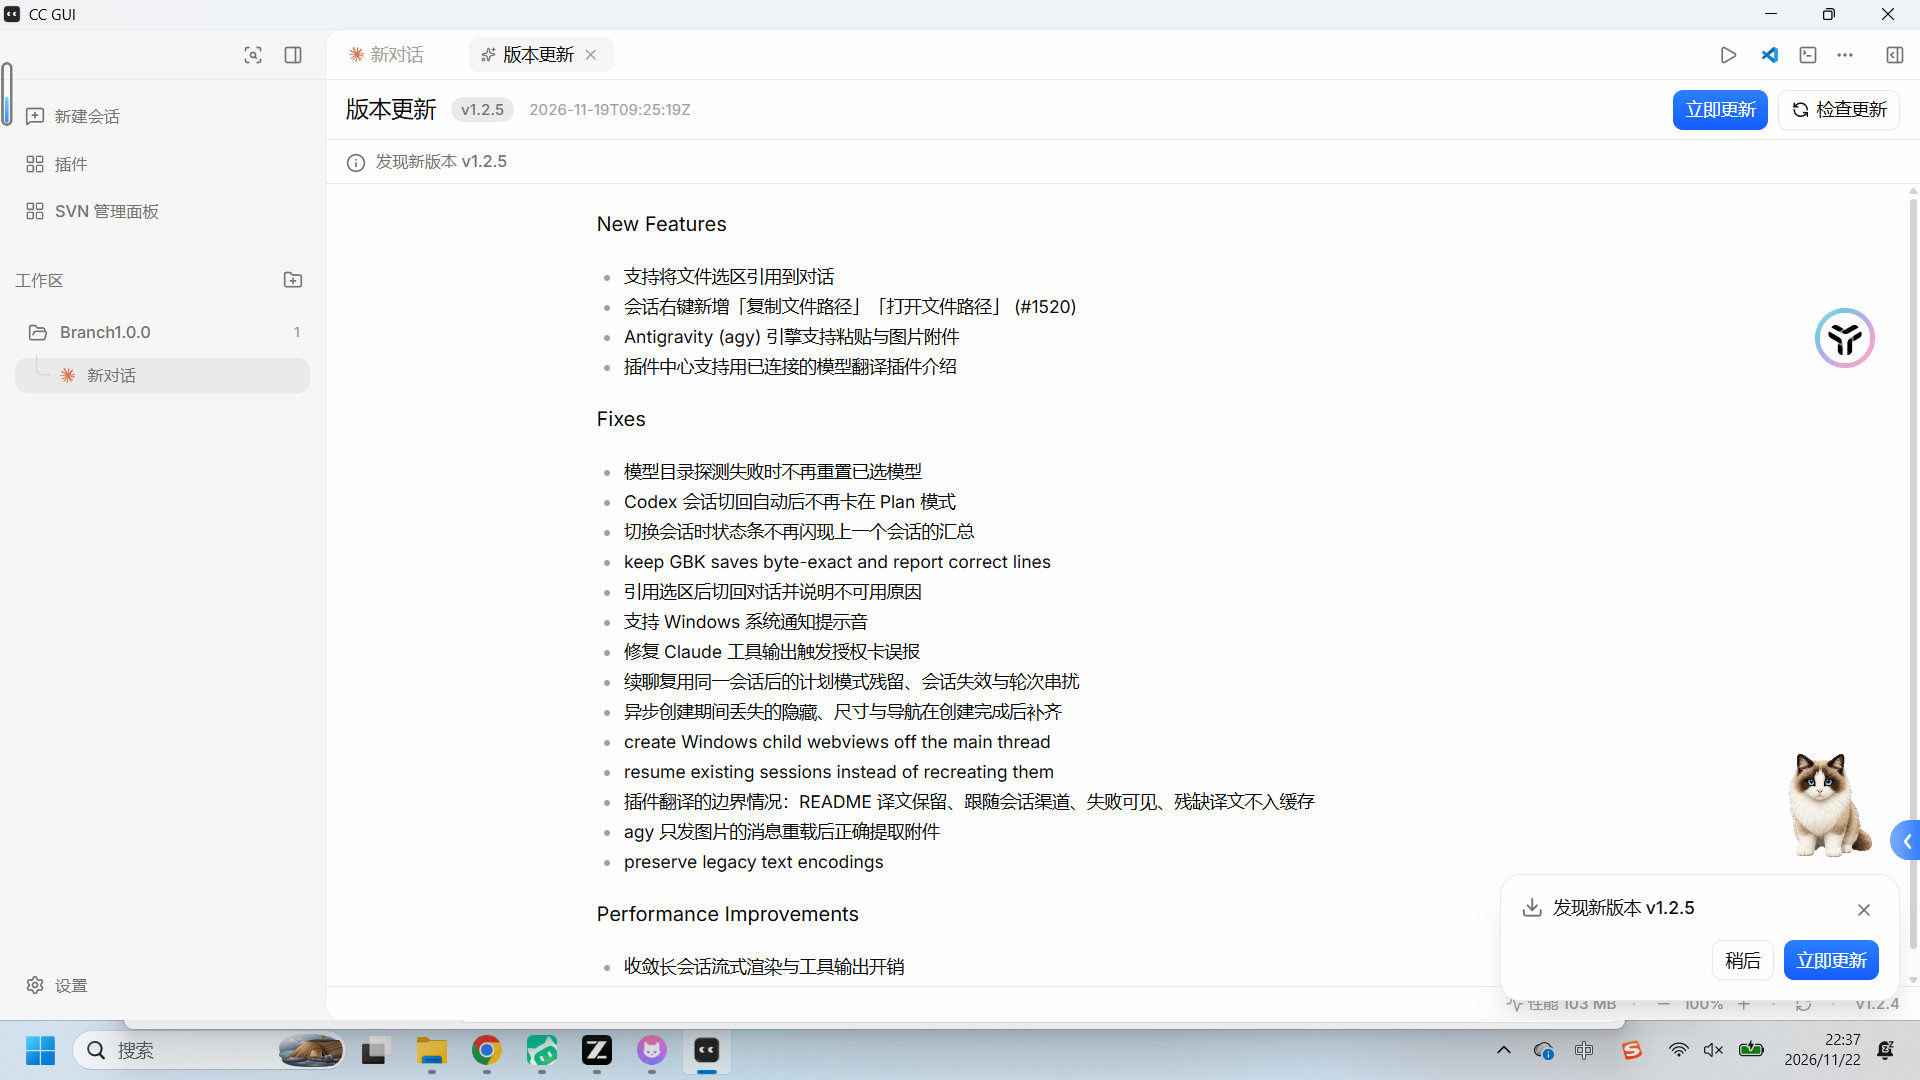 CC GUI
新对话
版本更新
版本更新 v1.2.5 2026-11-19T09:25:19Z
立即更新
检查更新
新建会话
插件
SVN 管理面板
工作区
Branch1.0.0 1
新对话
设置
发现新版本 v1.2.5
New Features
支持将文件选区引用到对话
会话右键新增「复制文件路径」「打开文件路径」 (#1520)
Antigravity (agy) 引擎支持粘贴与图片附件
插件中心支持用已连接的模型翻译插件介绍
Fixes
模型目录探测失败时不再重置已选模型
Codex 会话切回自动后不再卡在 Plan 模式
切换会话时状态条不再闪现上一个会话的汇总
keep GBK saves byte-exact and report correct lines
引用选区后切回对话并说明不可用原因
支持 Windows 系统通知提示音
修复 Claude 工具输出触发授权卡误报
续聊复用同一会话后的计划模式残留、会话失效与轮次串扰
异步创建期间丢失的隐藏、尺寸与导航在创建完成后补齐
create Windows child webviews off the main thread
resume existing sessions instead of recreating them
插件翻译的边界情况：README 译文保留、跟随会话渠道、失败可见、残缺译文不入缓存
agy 只发图片的消息重载后正确提取附件
preserve legacy text encodings
Performance Improvements
收敛长会话流式渲染与工具输出开销
发现新版本 v1.2.5
稍后
立即更新
性能 103 MB
100%
v1.2.4
搜索
中
22:37
2026/11/22